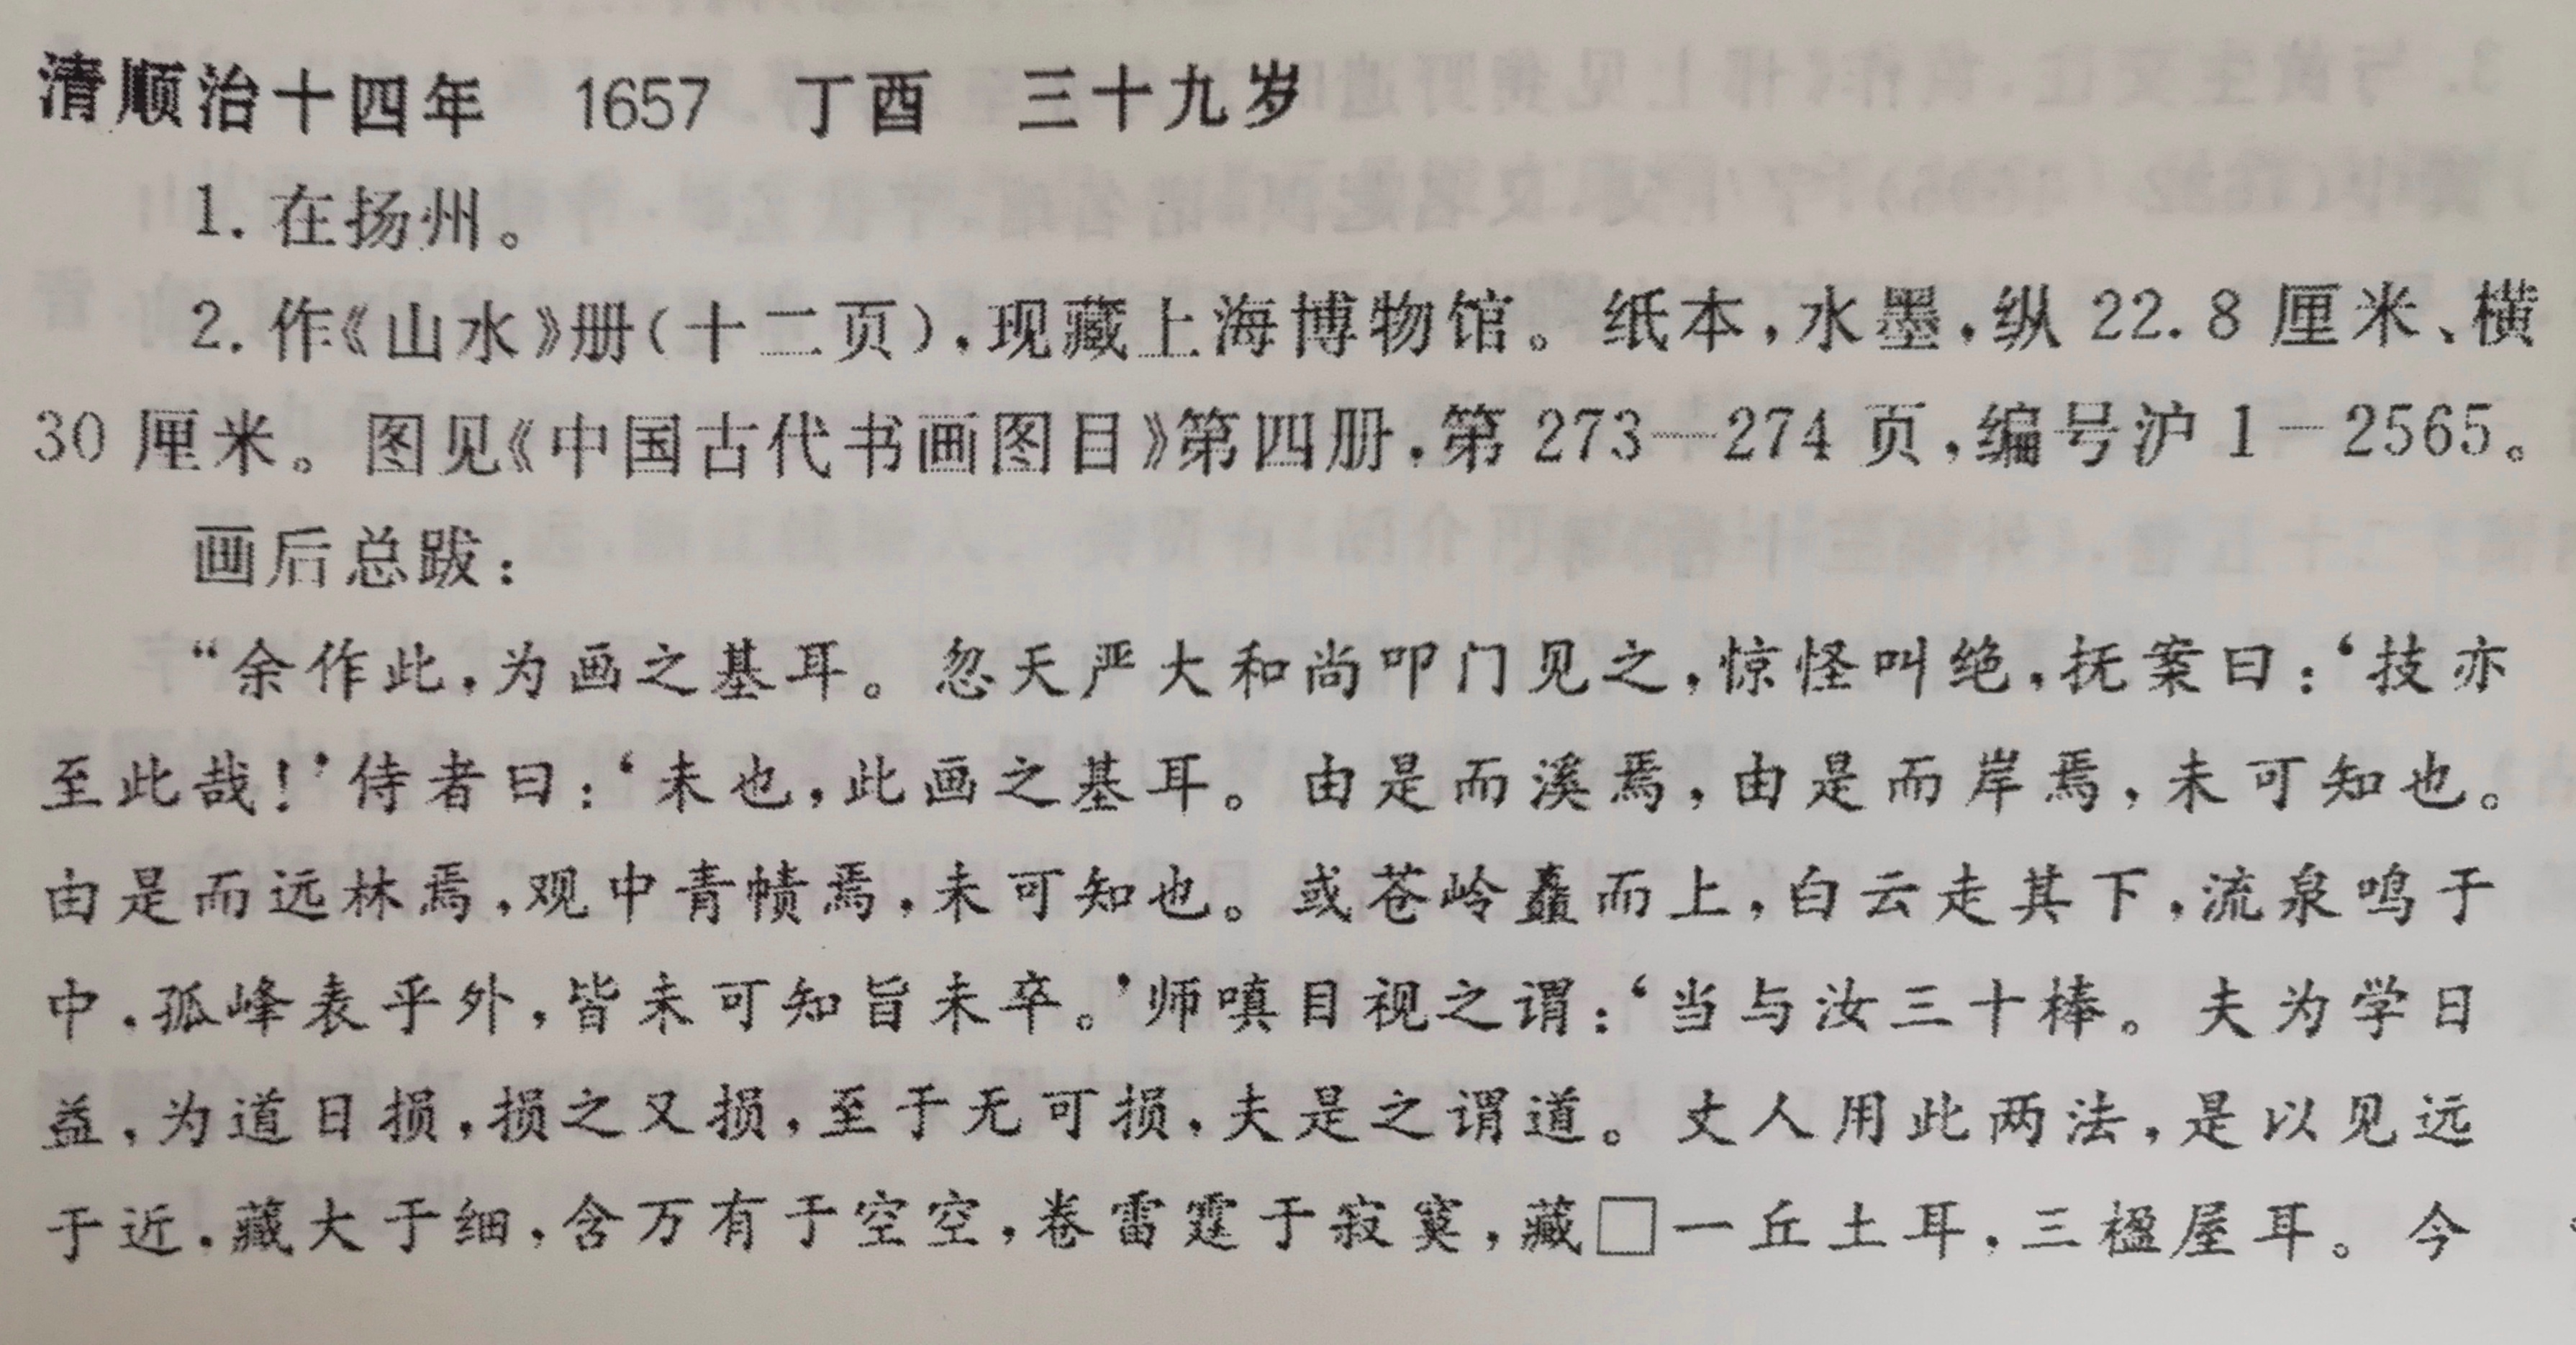 清顺治十四年　1657　丁酉　三十九岁
1. 在扬州。
2. 作《山水》册(十二页),现藏上海博物馆。纸本,水墨,纵 22.8 厘米、横
30 厘米。图见《中国古代书画图目》第四册,第 273—274 页,编号沪 1－2565。
画后总跋:
“余作此,为画之基耳。忽天严大和尚叩门见之,惊怪叫绝,抚案曰:‘技亦
至此哉!’侍者曰:‘未也,此画之基耳。由是而溪焉,由是而岸焉,未可知也。
由是而远林焉,观中青帻焉,未可知也。或苍岭矗而上,白云走其下,流泉鸣于
中,孤峰表乎外,皆未可知旨未卒。’师嗔目视之谓:‘当与汝三十棒。夫为学日
益,为道日损,损之又损,至于无可损,夫是之谓道。丈人用此两法,是以见远
于近,藏大于细,含万有于空空,卷雷霆于寂寞,藏□一丘土耳,三楹屋耳。今